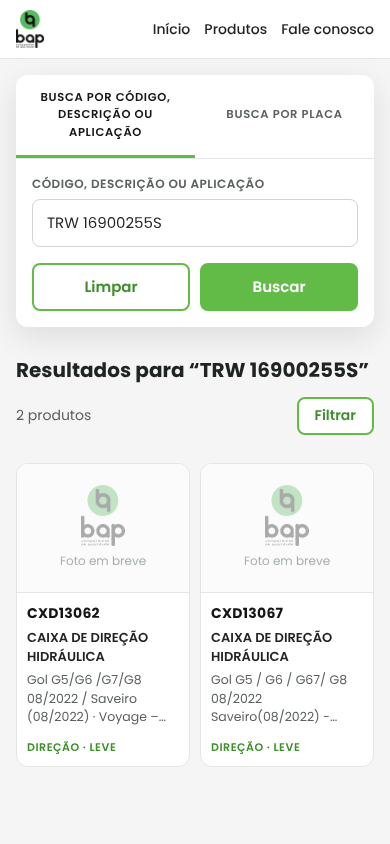 bap
Início Produtos Fale conosco
BUSCA POR CÓDIGO,
DESCRIÇÃO OU
APLICAÇÃO
BUSCA POR PLACA
CÓDIGO, DESCRIÇÃO OU APLICAÇÃO
TRW 16900255S
Limpar
Buscar
Resultados para “TRW 16900255S”
2 produtos
Filtrar
bap
Foto em breve
CXD13062
CAIXA DE DIREÇÃO
HIDRÁULICA
Gol G5/G6 /G7/G8
08/2022 / Saveiro
(08/2022) · Voyage –…
DIREÇÃO · LEVE
bap
Foto em breve
CXD13067
CAIXA DE DIREÇÃO
HIDRÁULICA
Gol G5 / G6 / G67/ G8
08/2022
Saveiro(08/2022) -…
DIREÇÃO · LEVE